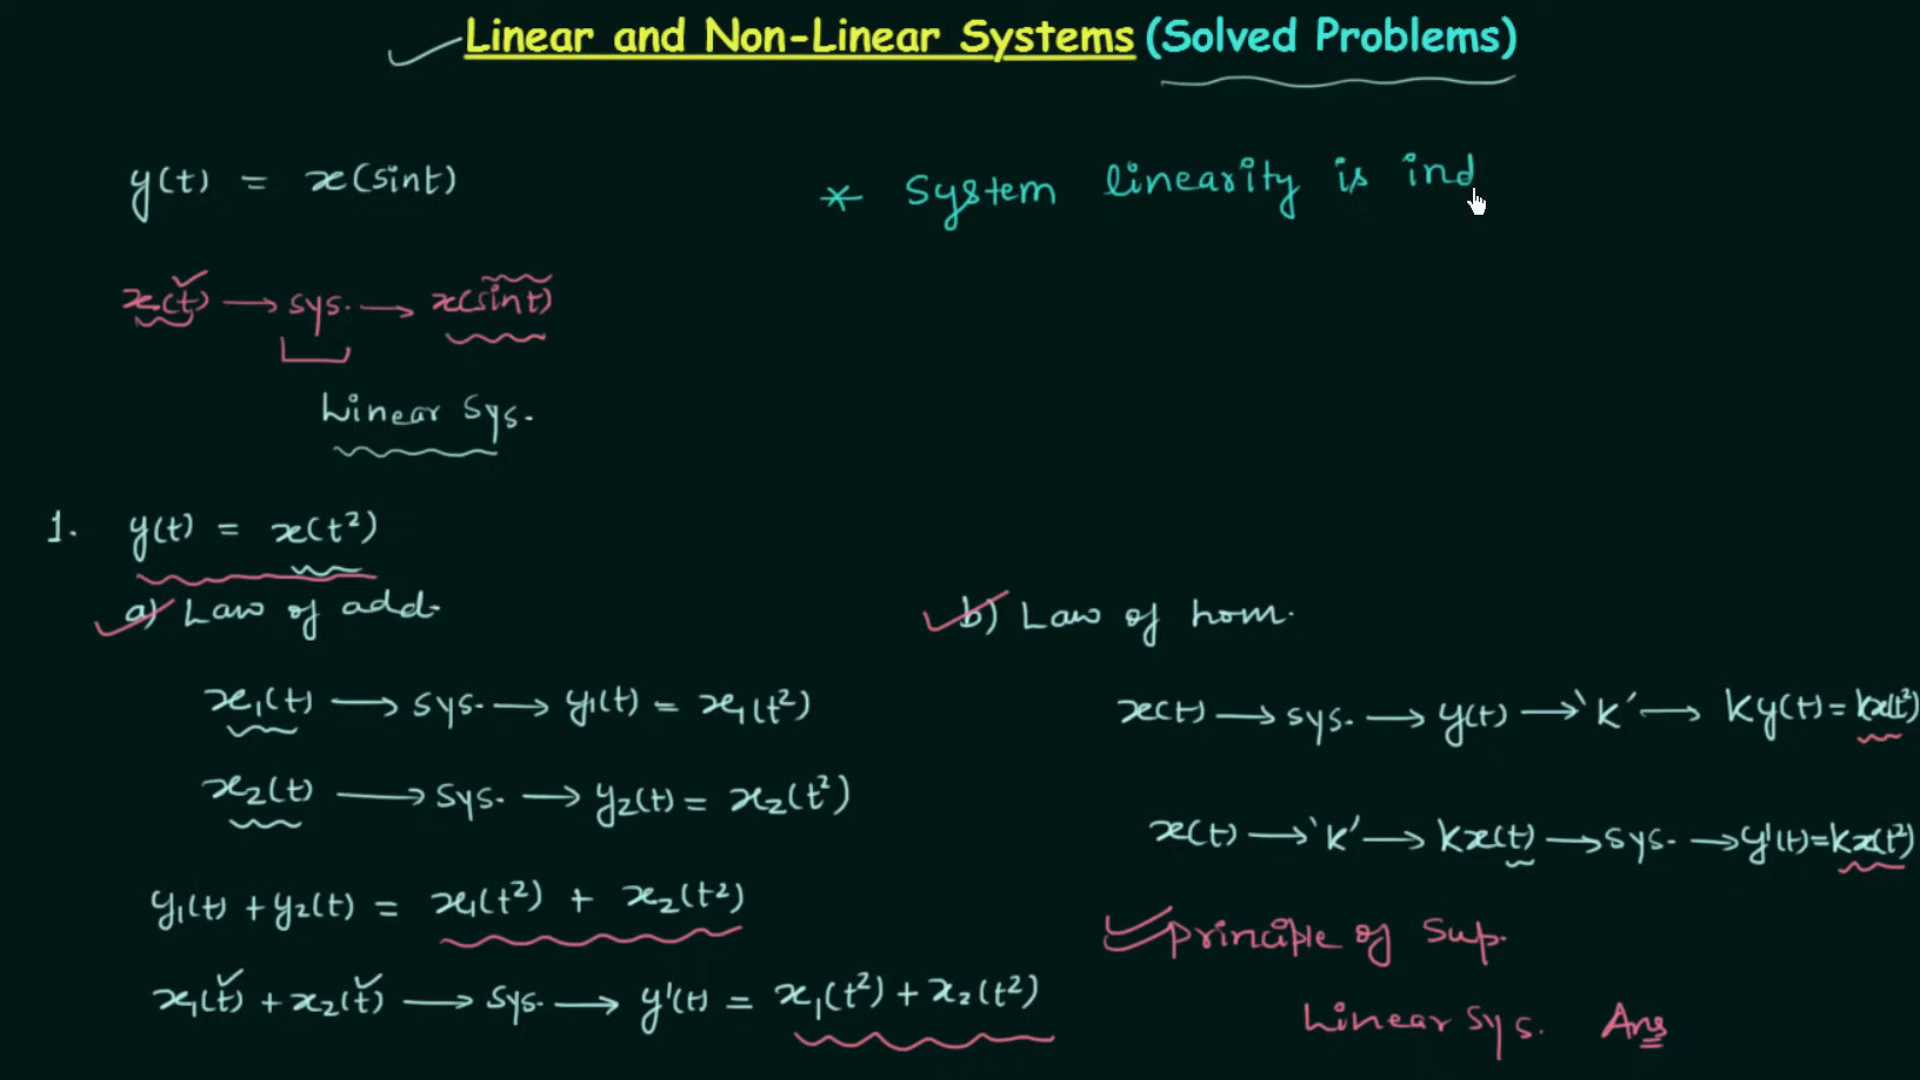 Linear and Non-Linear Systems (Solved Problems)
y(t) = x(sint)
* System linearity is ind
x(t) → sys. → x(sint)
Linear Sys.
1. y(t) = x(t²)
a) Law of add.
x₁(t) → sys. → y₁(t) = x₁(t²)
x₂(t) → sys. → y₂(t) = x₂(t²)
y₁(t) + y₂(t) = x₁(t²) + x₂(t²)
x₁(t) + x₂(t) → sys. → y'(t) = x₁(t²) + x₂(t²)
b) Law of hom.
x(t) → sys. → y(t) → 'K' → Ky(t) = kx(t²)
x(t) → 'K' → Kx(t) → sys. → y'(t) = kx(t²)
principle of Sup.
Linear Sys. Ans